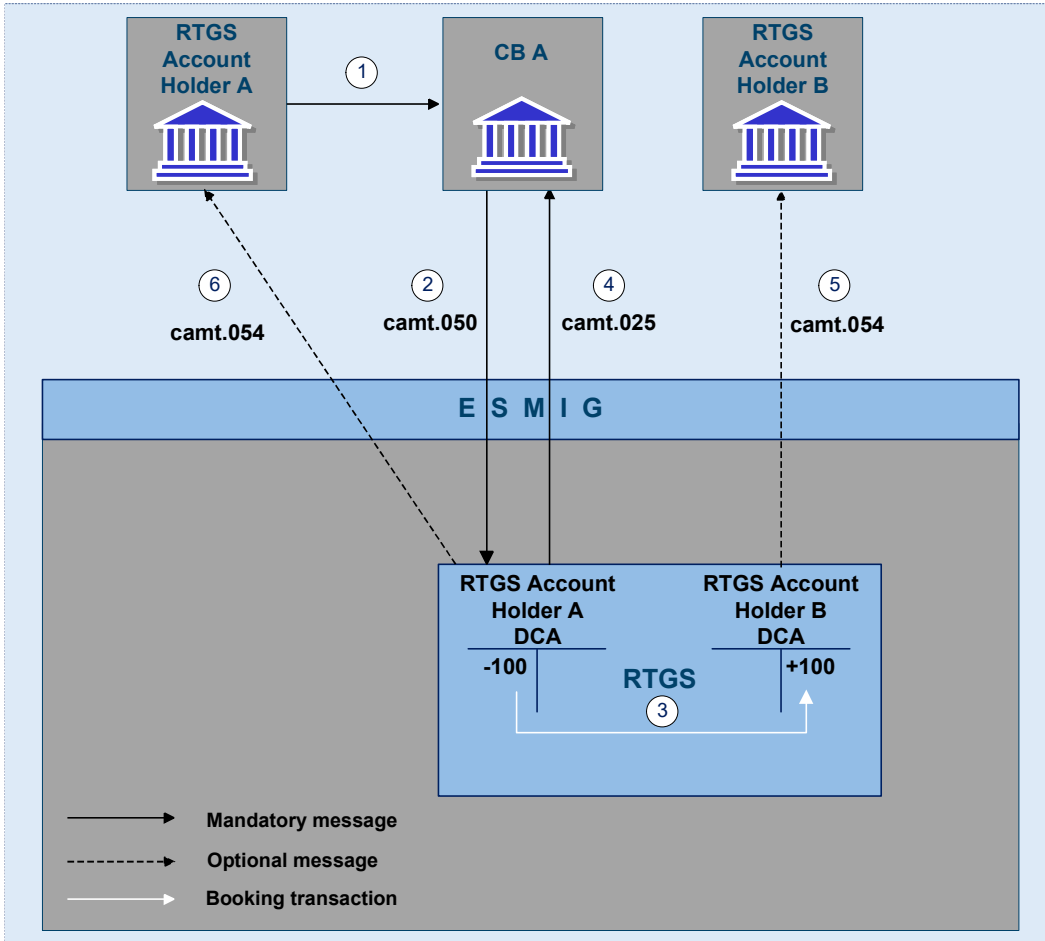 RTGS
Account
Holder A
1
CB A
RTGS
Account
Holder B
6
camt.054
2
camt.050
4
camt.025
5
camt.054
E S M I G
RTGS Account
Holder A
DCA
-100
RTGS Account
Holder B
DCA
+100
RTGS
3
Mandatory message
Optional message
Booking transaction